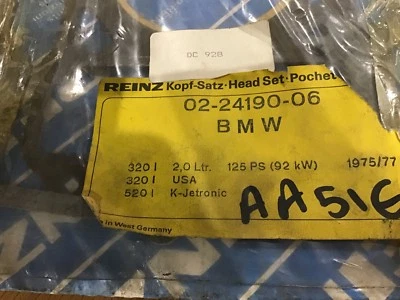 DC 928
REINZ Kopf-Satz·Head Set·Pochet
02-24190-06
BMW
320 I 2,0 Ltr. 125 PS (92 kW) 1975/77
320 I USA
520 I K-Jetronic
AA51E
in West Germany